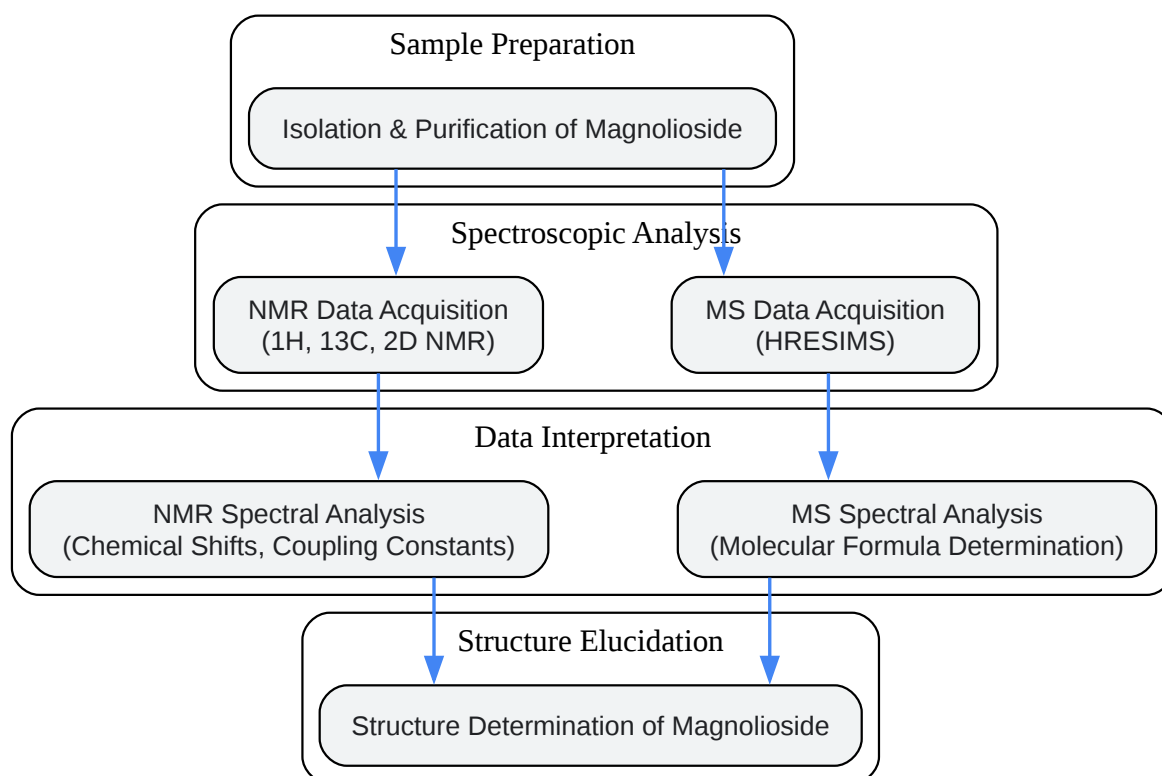 Sample Preparation
Isolation & Purification of Magnolioside
Spectroscopic Analysis
NMR Data Acquisition
(1H, 13C, 2D NMR)
MS Data Acquisition
(HRESIMS)
Data Interpretation
NMR Spectral Analysis
(Chemical Shifts, Coupling Constants)
MS Spectral Analysis
(Molecular Formula Determination)
Structure Elucidation
Structure Determination of Magnolioside